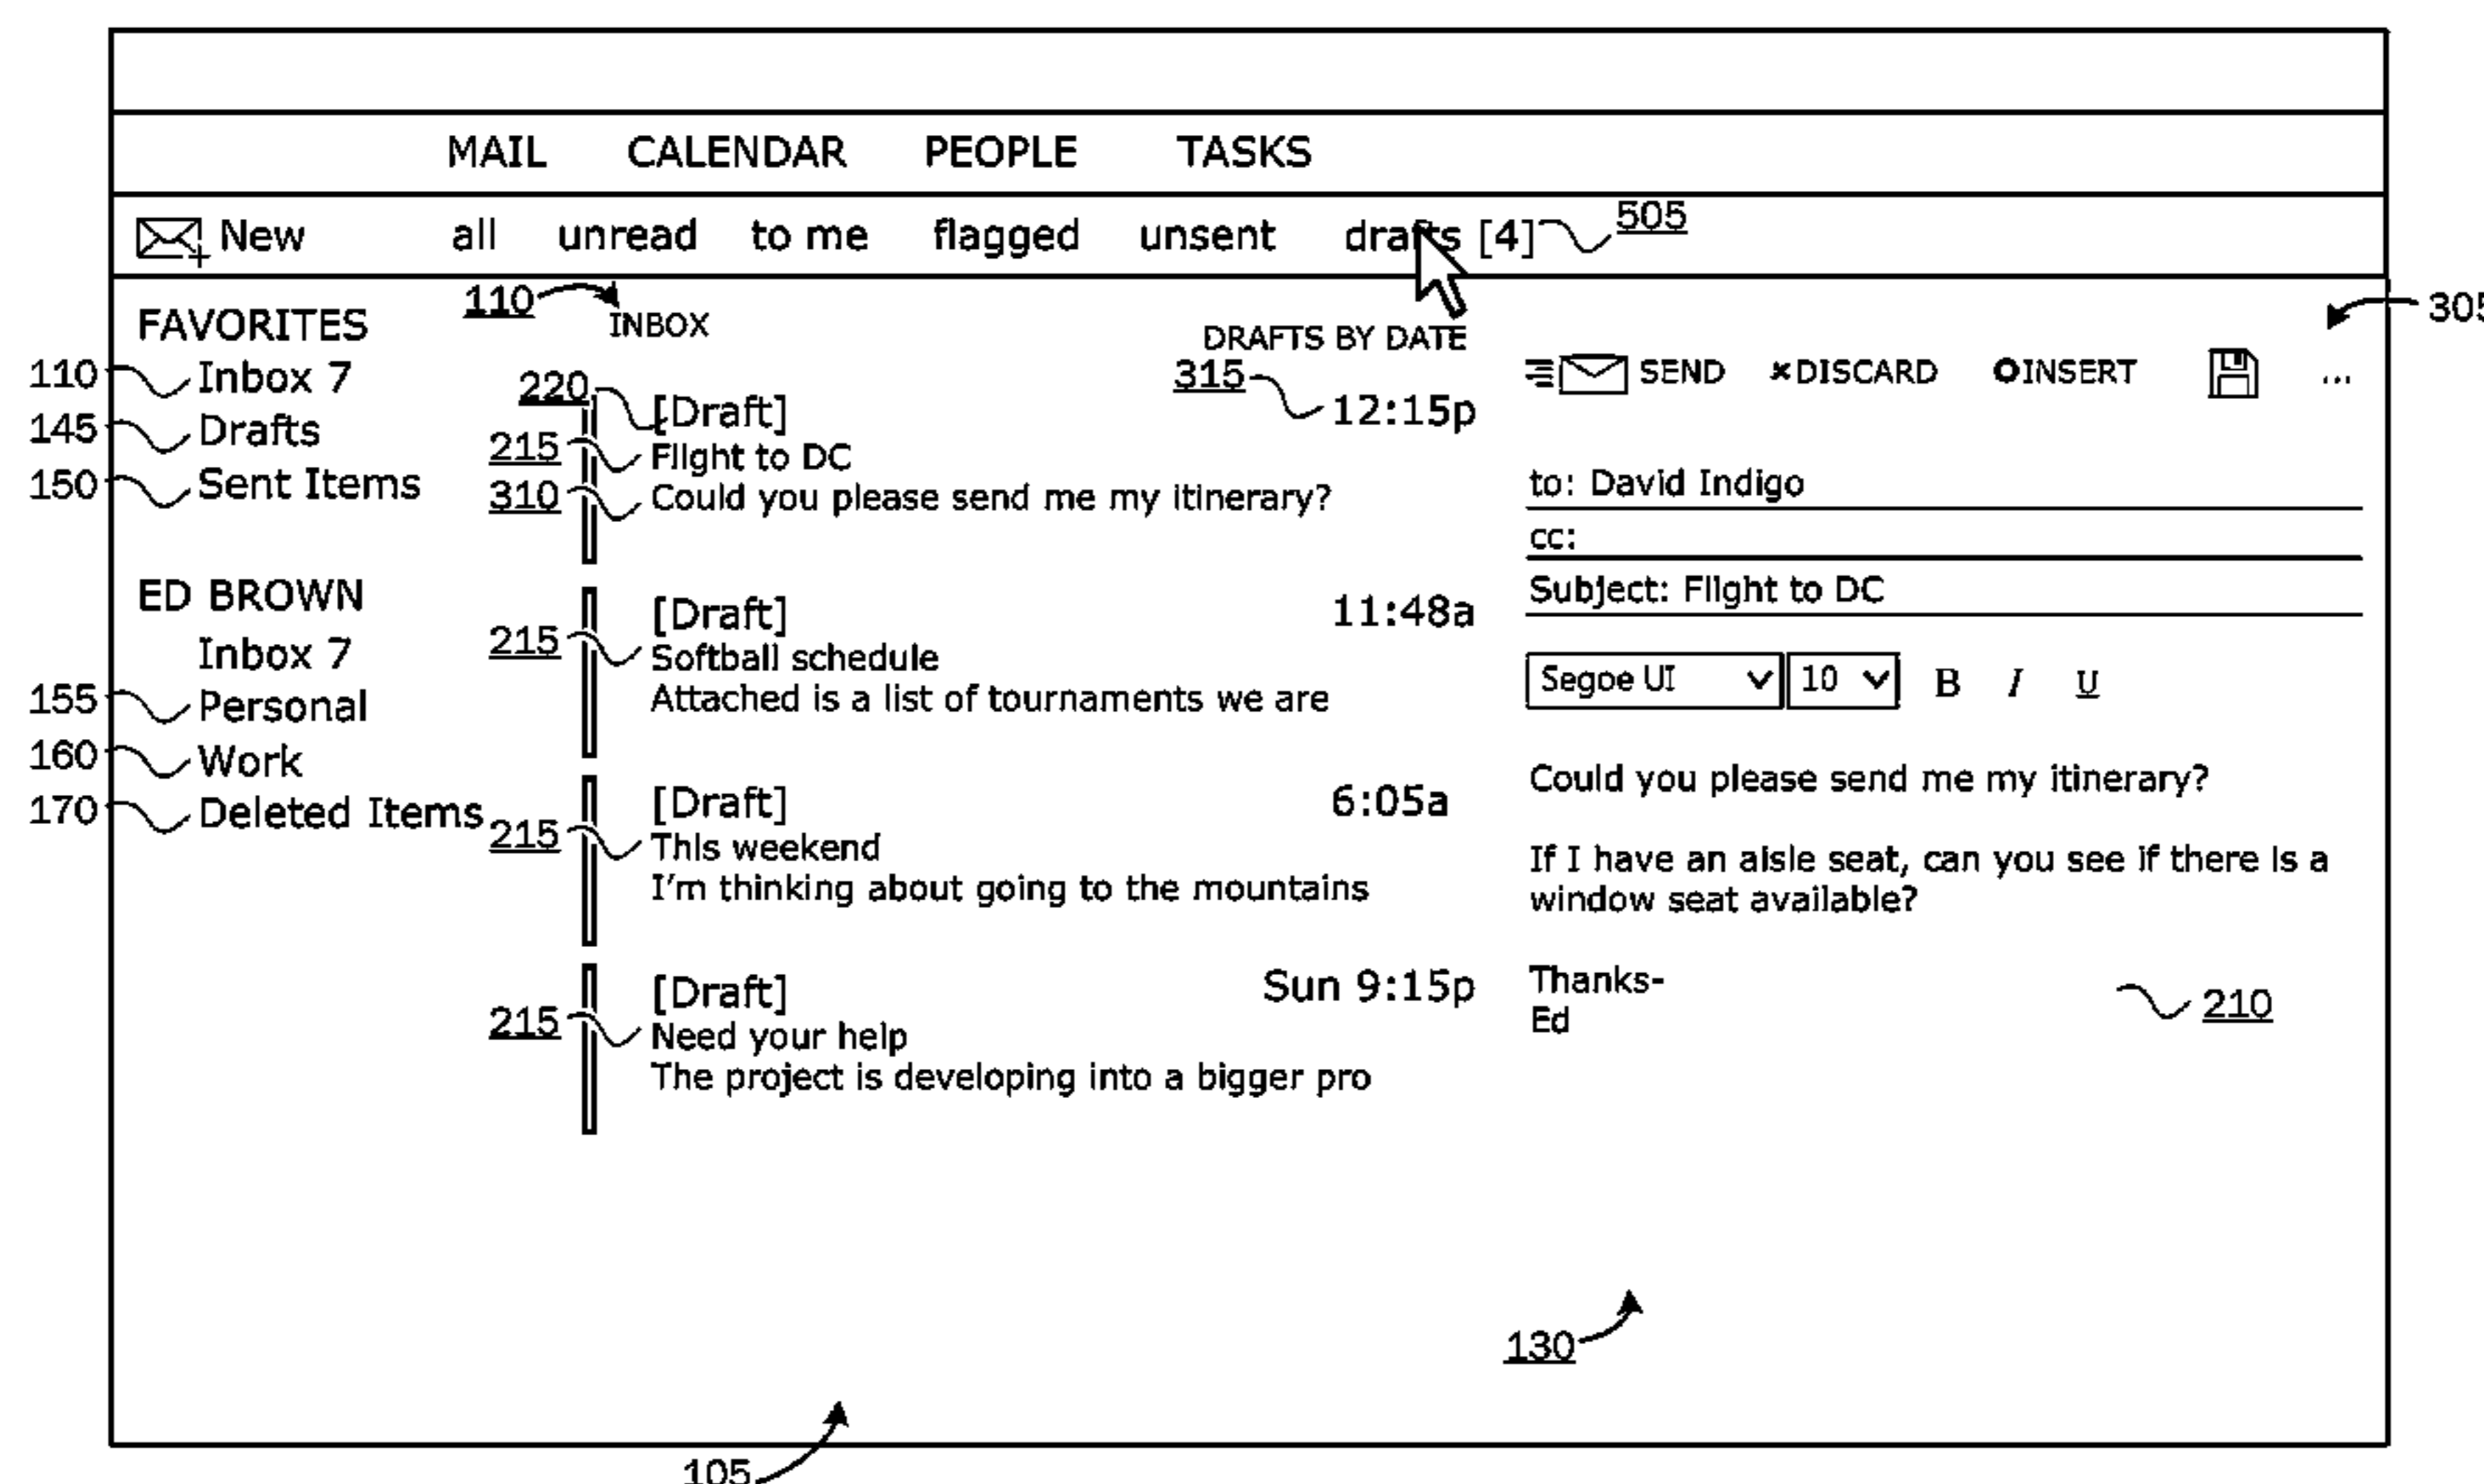 MAIL CALENDAR PEOPLE TASKS
New all unread to me flagged unsent drafts [4] 505
110 INBOX
DRAFTS BY DATE
305
FAVORITES
110 Inbox 7
145 Drafts
150 Sent Items
ED BROWN
Inbox 7
155 Personal
160 Work
170 Deleted Items
220 [Draft] 315 12:15p
215 Flight to DC
310 Could you please send me my itinerary?
[Draft] 11:48a
215 Softball schedule
Attached is a list of tournaments we are
[Draft] 6:05a
215 This weekend
I'm thinking about going to the mountains
[Draft] Sun 9:15p
215 Need your help
The project is developing into a bigger pro
SEND ×DISCARD INSERT ...
to: David Indigo
cc:
Subject: Flight to DC
Segoe UI 10 B I U
Could you please send me my itinerary?
If I have an aisle seat, can you see if there is a
window seat available?
Thanks-
Ed
210
130
105